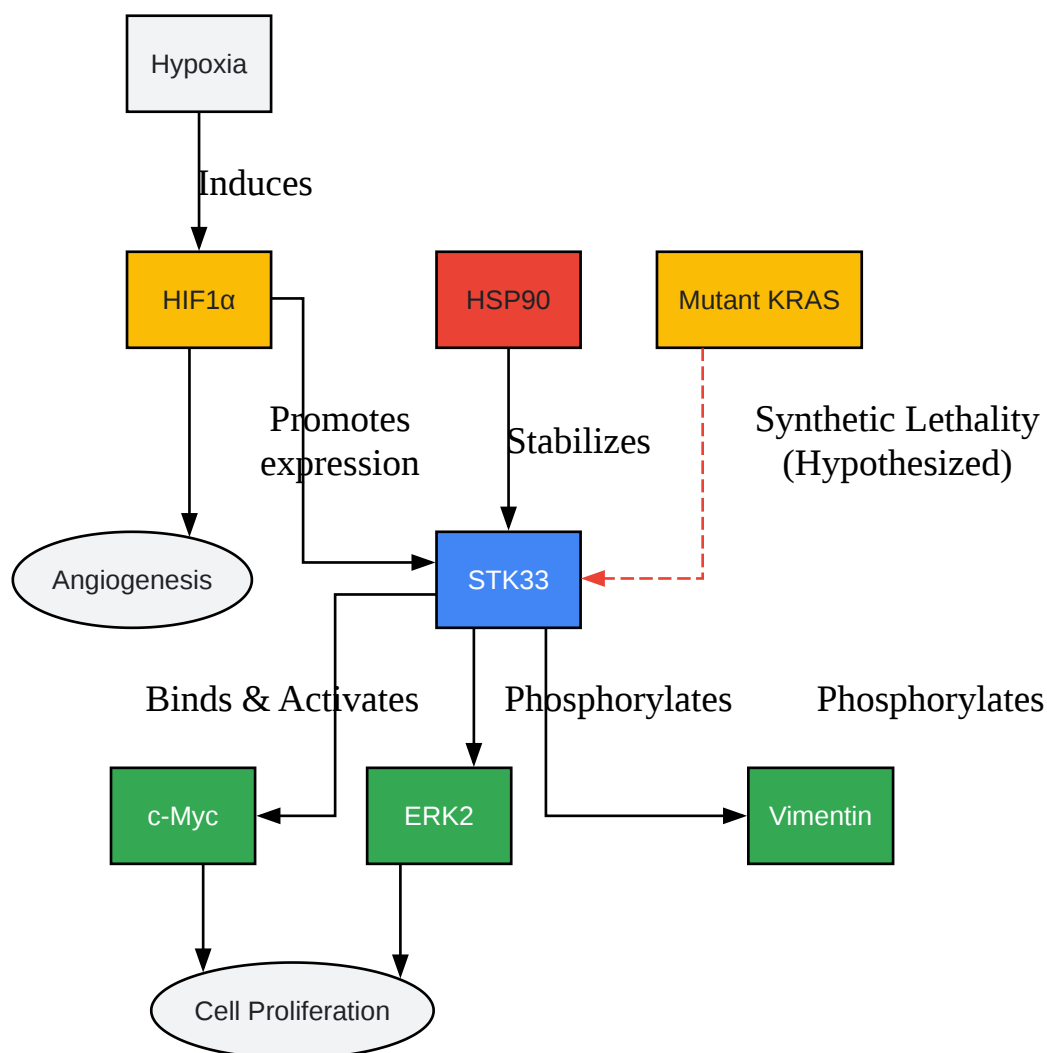 Hypoxia
Induces
HIF1α
HSP90
Mutant KRAS
Promotes
expression
Stabilizes
Synthetic Lethality
(Hypothesized)
Angiogenesis
STK33
Binds & Activates
Phosphorylates
Phosphorylates
c-Myc
ERK2
Vimentin
Cell Proliferation